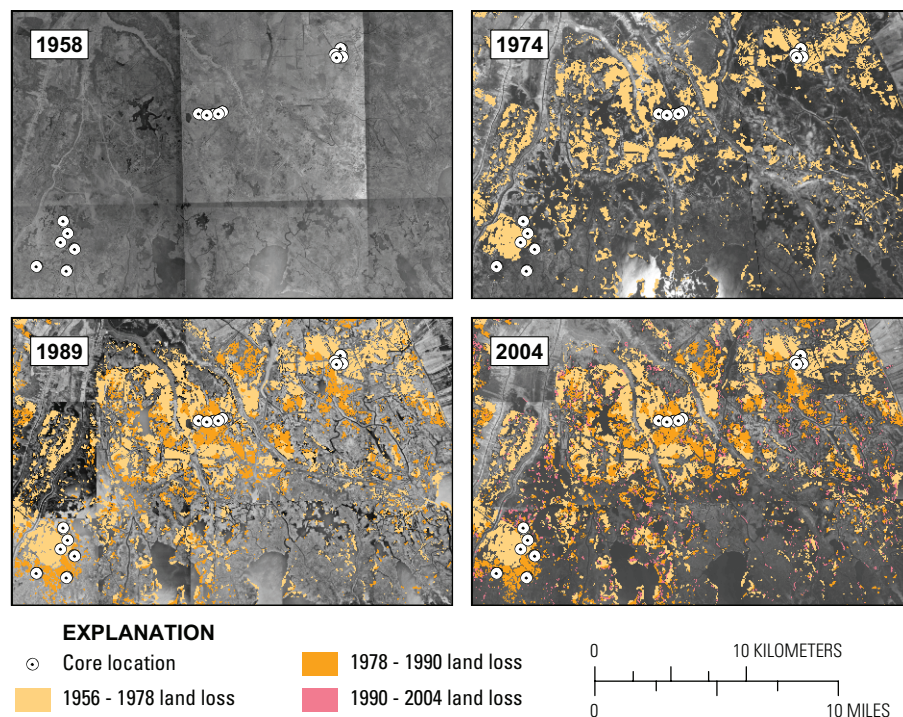 1958
1974
1989
2004
EXPLANATION
Core location
1956 - 1978 land loss
1978 - 1990 land loss
1990 - 2004 land loss
0 10 KILOMETERS
0 10 MILES